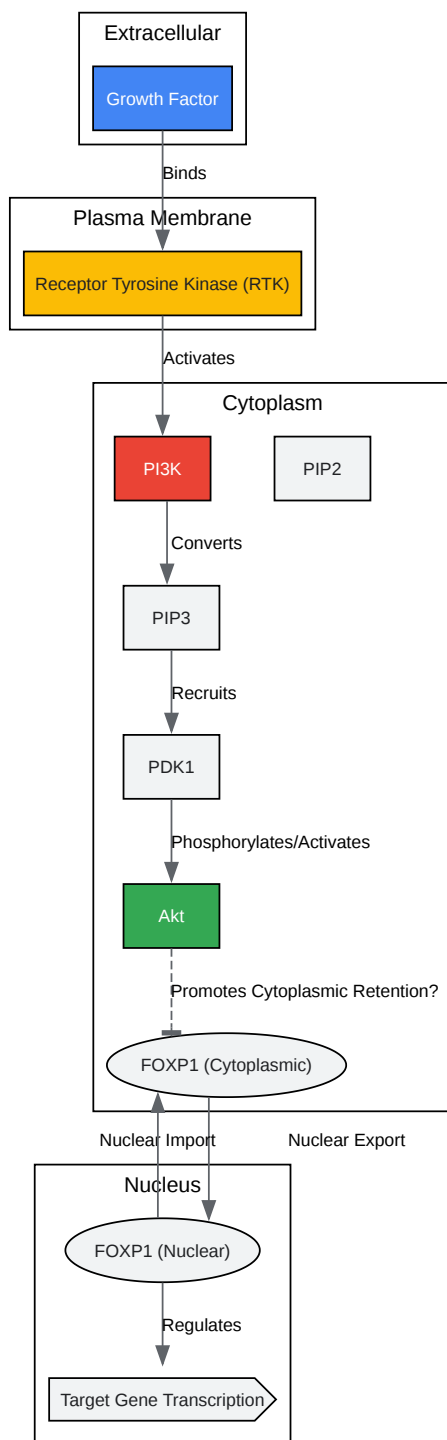 Extracellular
Growth Factor
Binds
Plasma Membrane
Receptor Tyrosine Kinase (RTK)
Activates
Cytoplasm
PI3K
PIP2
Converts
PIP3
Recruits
PDK1
Phosphorylates/Activates
Akt
Promotes Cytoplasmic Retention?
FOXP1 (Cytoplasmic)
Nuclear Import
Nuclear Export
Nucleus
FOXP1 (Nuclear)
Regulates
Target Gene Transcription